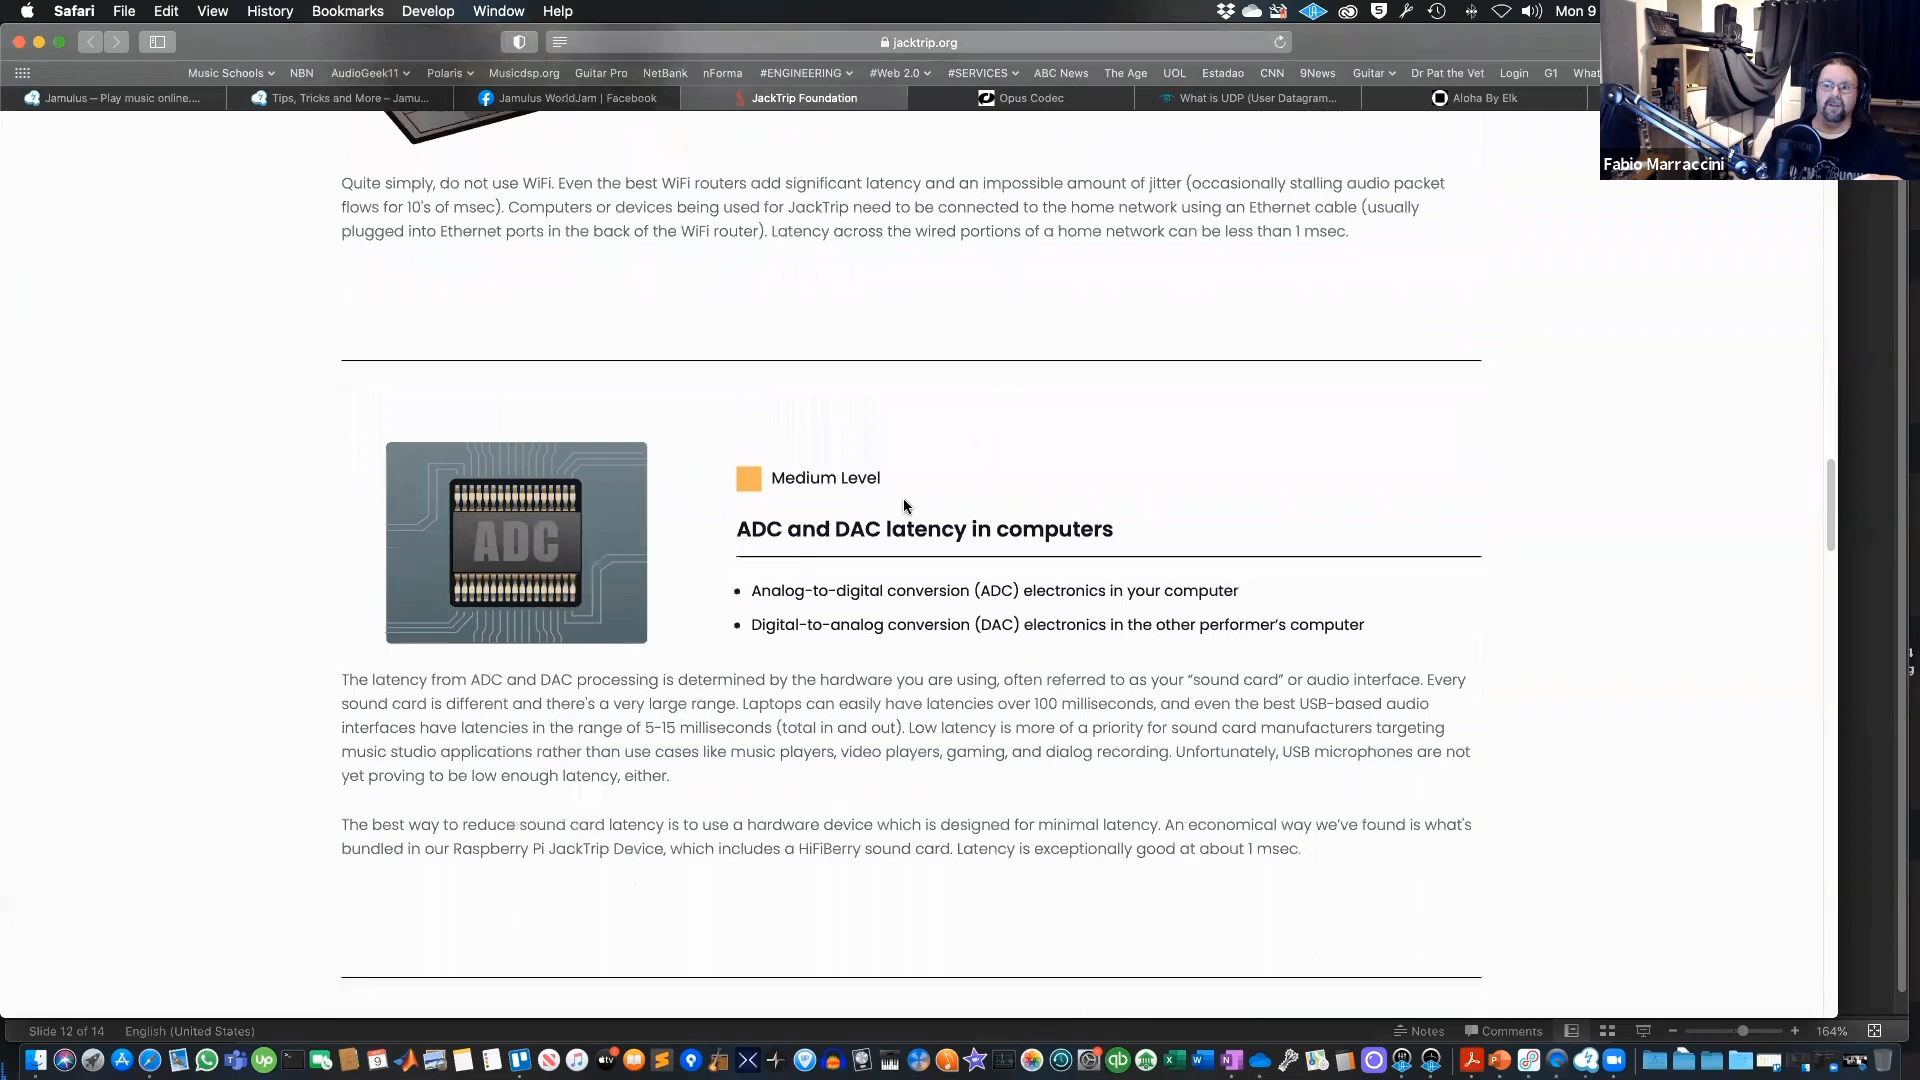 Safari File Edit View History Bookmarks Develop Window Help
Mon 9
jacktrip.org
Music Schools NBN AudioGeek11 Polaris Musicdsp.org Guitar Pro NetBank nForma #ENGINEERING #Web 2.0 #SERVICES ABC News The Age UOL Estadao CNN 9News Guitar Dr Pat the Vet Login G1 What
Jamulus – Play music online.... Tips, Tricks and More – Jamu... Jamulus WorldJam | Facebook JackTrip Foundation Opus Codec What is UDP (User Datagram... Aloha By Elk
Fabio Marraccini
Quite simply, do not use WiFi. Even the best WiFi routers add significant latency and an impossible amount of jitter (occasionally stalling audio packet
flows for 10's of msec). Computers or devices being used for JackTrip need to be connected to the home network using an Ethernet cable (usually
plugged into Ethernet ports in the back of the WiFi router). Latency across the wired portions of a home network can be less than 1 msec.
Medium Level
ADC
ADC and DAC latency in computers
• Analog-to-digital conversion (ADC) electronics in your computer
• Digital-to-analog conversion (DAC) electronics in the other performer's computer
The latency from ADC and DAC processing is determined by the hardware you are using, often referred to as your “sound card” or audio interface. Every
sound card is different and there's a very large range. Laptops can easily have latencies over 100 milliseconds, and even the best USB-based audio
interfaces have latencies in the range of 5-15 milliseconds (total in and out). Low latency is more of a priority for sound card manufacturers targeting
music studio applications rather than use cases like music players, video players, gaming, and dialog recording. Unfortunately, USB microphones are not
yet proving to be low enough latency, either.
The best way to reduce sound card latency is to use a hardware device which is designed for minimal latency. An economical way we've found is what's
bundled in our Raspberry Pi JackTrip Device, which includes a HiFiBerry sound card. Latency is exceptionally good at about 1 msec.
Slide 12 of 14 English (United States) Notes Comments 164%